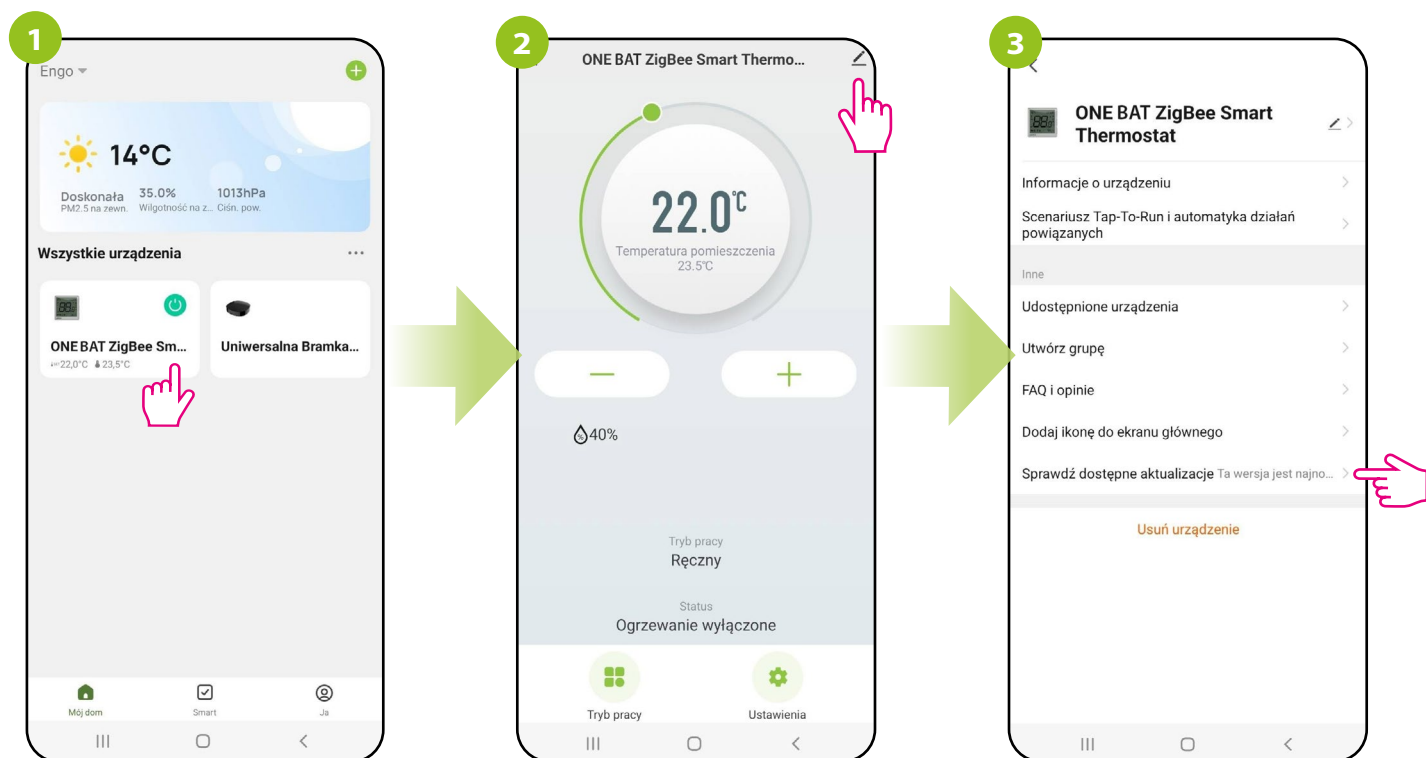 1
Engo
14°C
Doskonała
PM2.5 na zewn.
35.0%
Wilgotność na z...
1013hPa
Ciśn. pow.
Wszystkie urządzenia
ONE BAT ZigBee Sm...
22,0°C 23,5°C
Uniwersalna Bramka...
Mój dom
Smart
Ja
2
ONE BAT ZigBee Smart Thermo...
22.0°C
Temperatura pomieszczenia
23.5°C
40%
Tryb pracy
Ręczny
Status
Ogrzewanie wyłączone
Tryb pracy
Ustawienia
3
ONE BAT ZigBee Smart
Thermostat
Informacje o urządzeniu
Scenariusz Tap-To-Run i automatyka działań
powiązanych
Inne
Udostępnione urządzenia
Utwórz grupę
FAQ i opinie
Dodaj ikonę do ekranu głównego
Sprawdź dostępne aktualizacje Ta wersja jest najno...
Usuń urządzenie